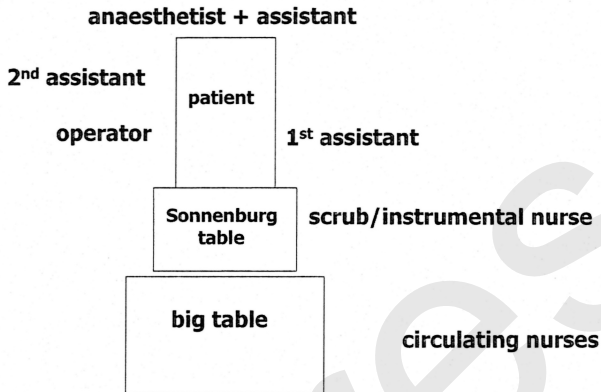 anaesthetist + assistant
2nd assistant
patient
operator
1st assistant
Sonnenburg
table
scrub/instrumental nurse
big table
circulating nurses